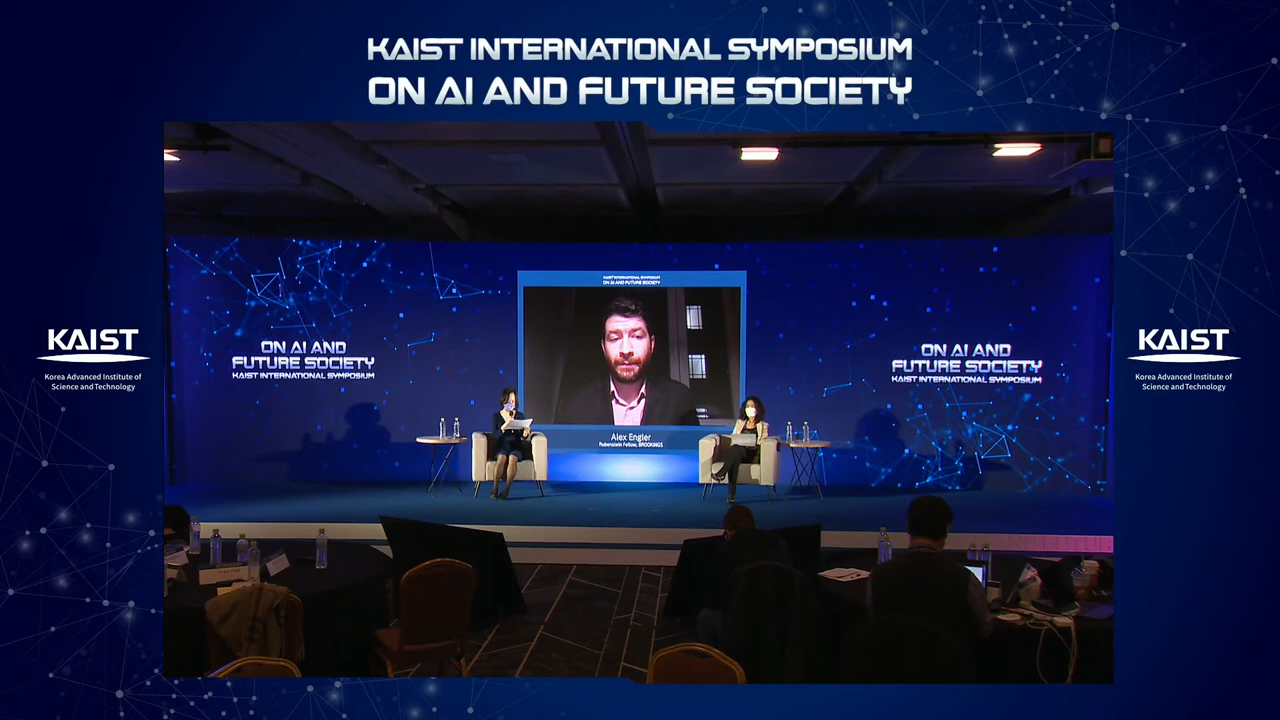 KAIST INTERNATIONAL SYMPOSIUM
ON AI AND FUTURE SOCIETY
KAIST INTERNATIONAL SYMPOSIUM
ON AI AND FUTURE SOCIETY
KAIST
Korea Advanced Institute of
Science and Technology
ON AI AND
FUTURE SOCIETY
KAIST INTERNATIONAL SYMPOSIUM
ON AI AND
FUTURE SOCIETY
KAIST INTERNATIONAL SYMPOSIUM
KAIST
Korea Advanced Institute of
Science and Technology
Alex Engler
Rubenstein Fellow, BROOKINGS